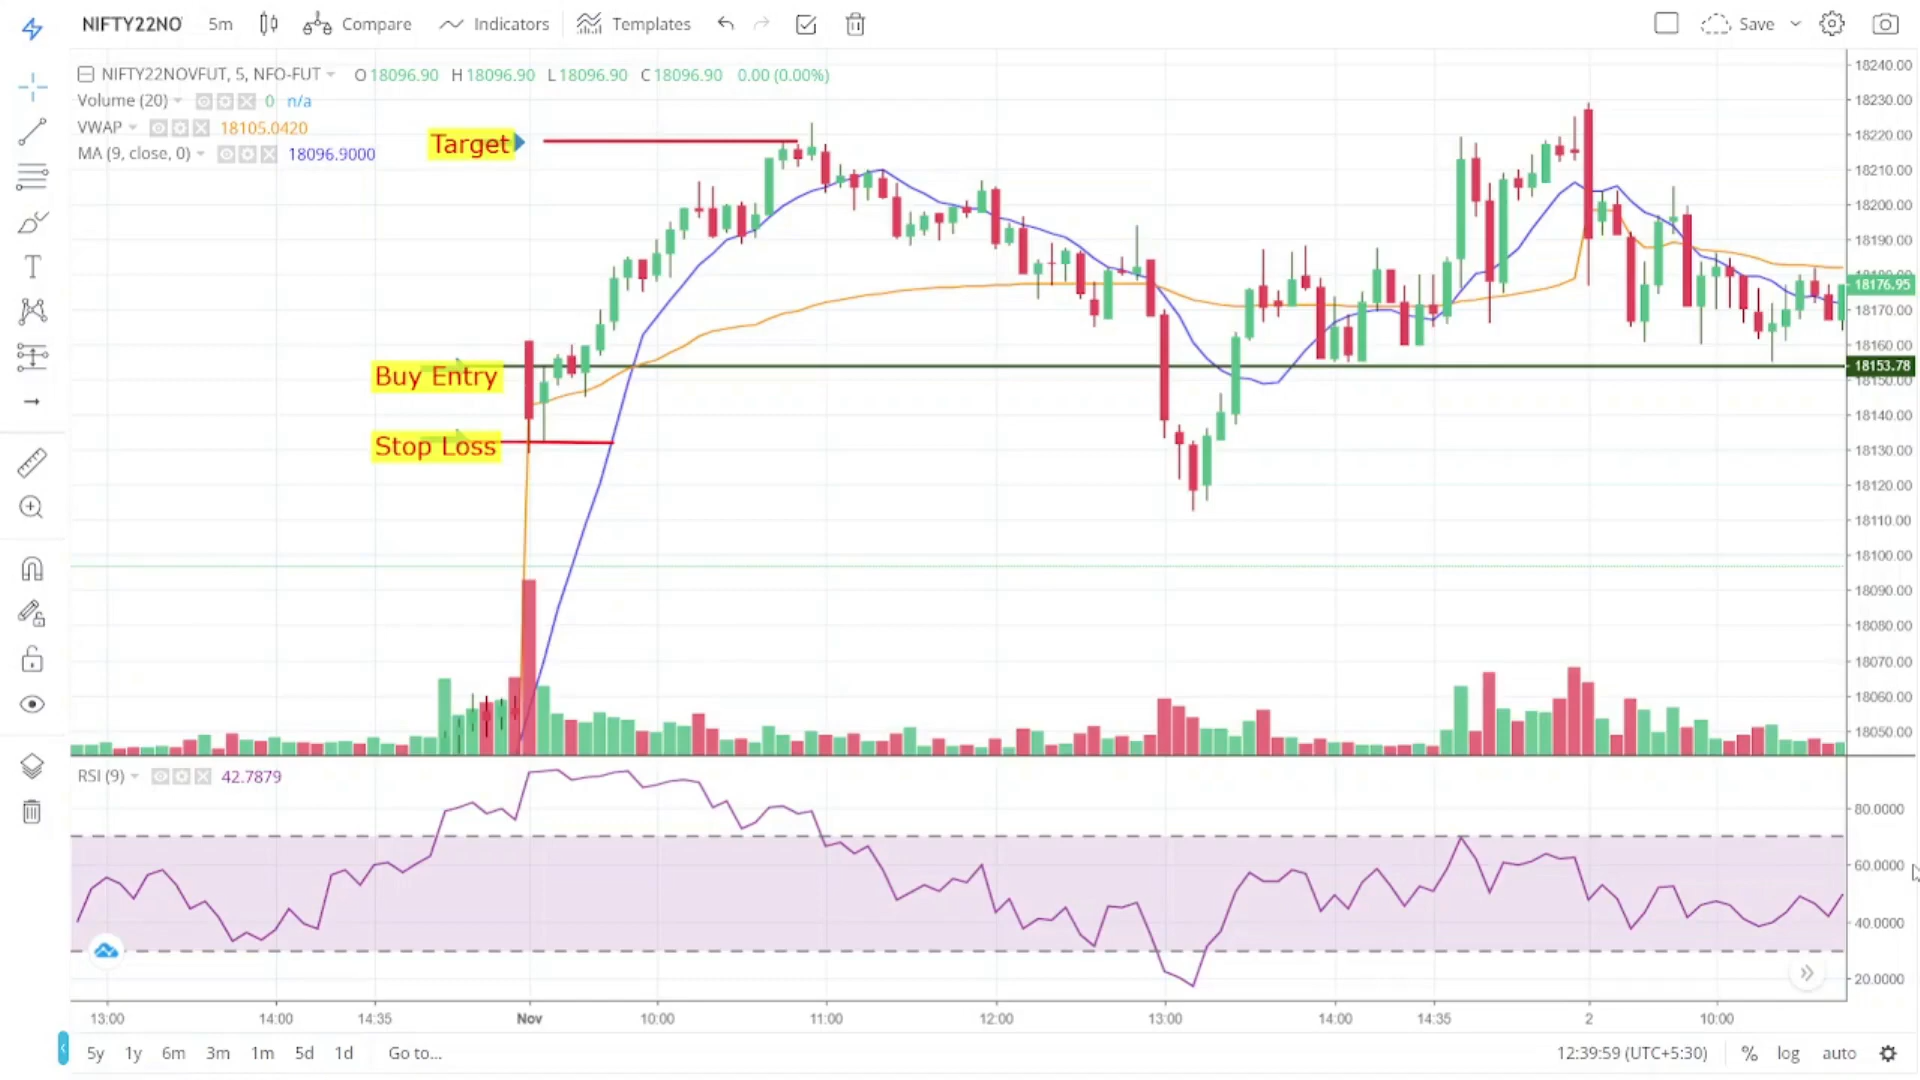 NIFTY22NO 5m Compare Indicators Templates Save
NIFTY22NOVFUT, 5, NFO-FUT O 18096.90 H 18096.90 L 18096.90 C 18096.90 0.00 (0.00%)
Volume (20) 0 n/a
VWAP 18105.0420
MA (9, close, 0) 18096.9000
Target
Buy Entry
Stop Loss
18240.00
18230.00
18220.00
18210.00
18200.00
18190.00
18176.95
18170.00
18160.00
18153.78
18150.00
18140.00
18130.00
18120.00
18110.00
18100.00
18090.00
18080.00
18070.00
18060.00
18050.00
RSI (9) 42.7879
80.0000
60.0000
40.0000
20.0000
13:00 14:00 14:35 Nov 10:00 11:00 12:00 13:00 14:00 14:35 2 10:00
5y 1y 6m 3m 1m 5d 1d Go to... 12:39:59 (UTC+5:30) % log auto